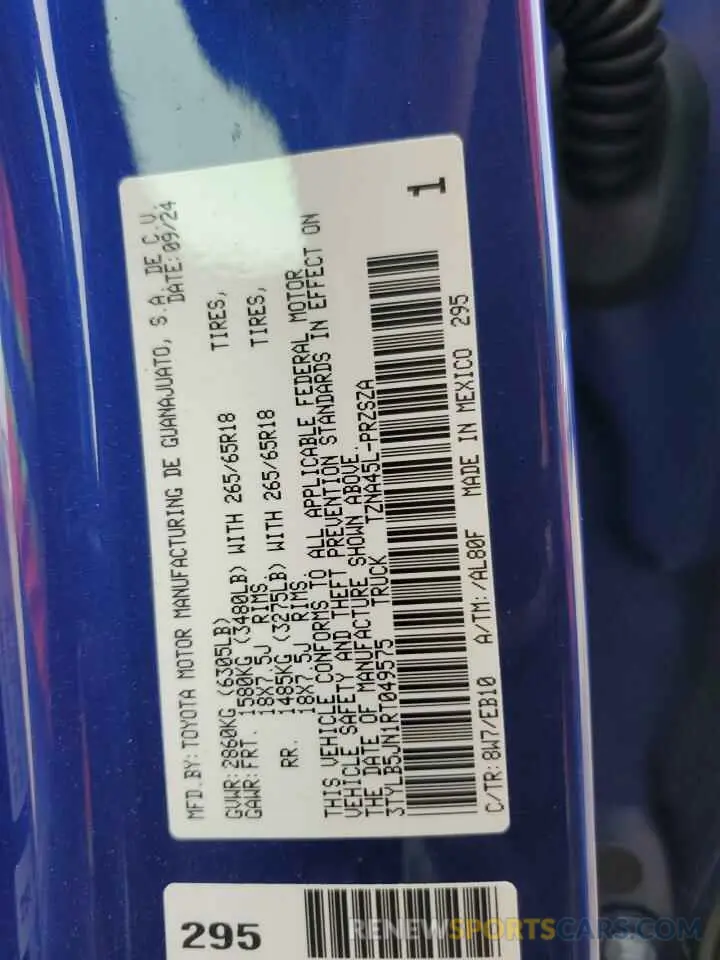 MFD.BY:TOYOTA MOTOR MANUFACTURING DE GUANAJUATO, S.A. DE C.V.
DATE:09/24
GVWR:2860KG (6305LB)
GAWR:FRT. 1580KG (3480LB) WITH 265/65R18 TIRES,
18X7.5J RIMS.
RR. 1485KG (3275LB) WITH 265/65R18 TIRES,
18X7.5J RIMS.
THIS VEHICLE CONFORMS TO ALL APPLICABLE FEDERAL MOTOR
VEHICLE SAFETY AND THEFT PREVENTION STANDARDS IN EFFECT ON
THE DATE OF MANUFACTURE SHOWN ABOVE.
3TYLB5JN1RT049575 TRUCK TZNA45L-PRZSZA
1
C/TR:8W7/EB10 A/TM:/AL80F MADE IN MEXICO 295
295
RENEWSPORTSCARS.COM